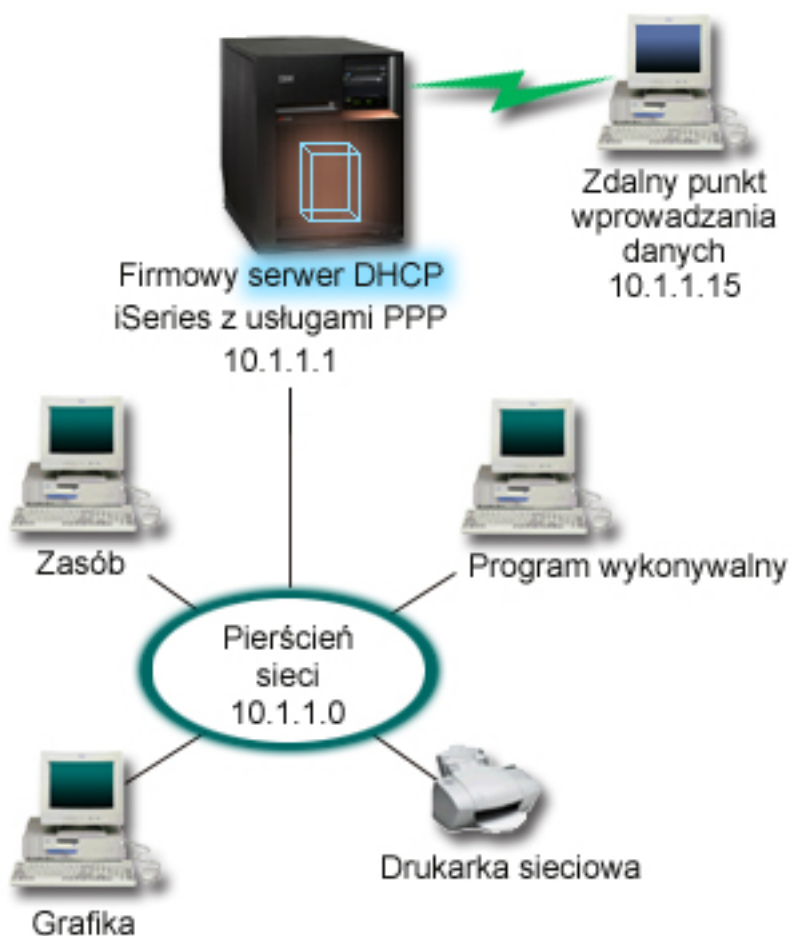 Zdalny punkt
wprowadzania
danych
10.1.1.15
Firmowy serwer DHCP
iSeries z usługami PPP
10.1.1.1
Zasób
Program wykonywalny
Pierścień
sieci
10.1.1.0
Drukarka sieciowa
Grafika